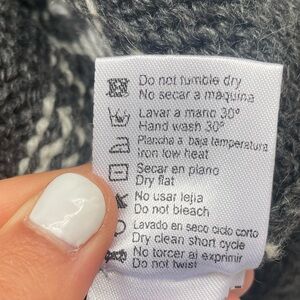 Do not tumble dry
No secar a máquina
Lavar a mano 30°
Hand wash 30°
Plancha a baja temperatura
Iron low heat
Secar en plano
Dry flat
No usar lejia
Do not bleach
Lavado en seco ciclo corto
Dry clean short cycle
No torcer al exprimir
Do not twist